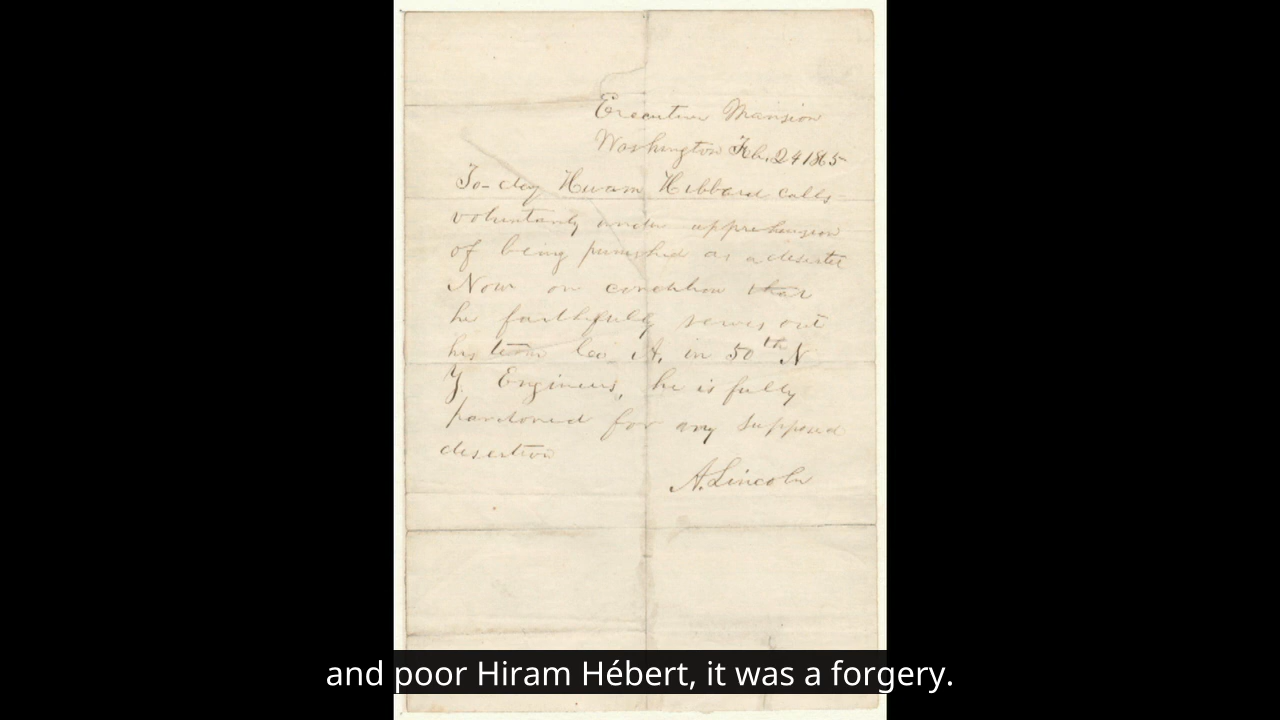 Executive Mansion
Washington Feb. 24 1865
To-day Hiram Hibbard calls
voluntarily under apprehension
of being punished as a deserter
Now on condition that
he faithfully serves out
his term Co. A. in 50th N
Y. Engineers, he is fully
pardoned for any supposed
desertion
A. Lincoln
and poor Hiram Hébert, it was a forgery.